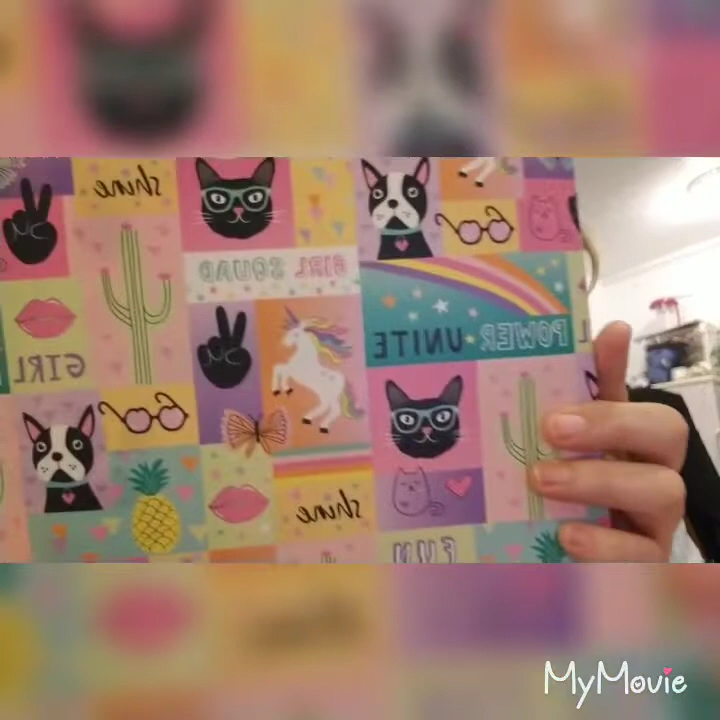 shine
GIRL SQUAD
POWER UNITE
GIRL
shine
FUN
MyMovie